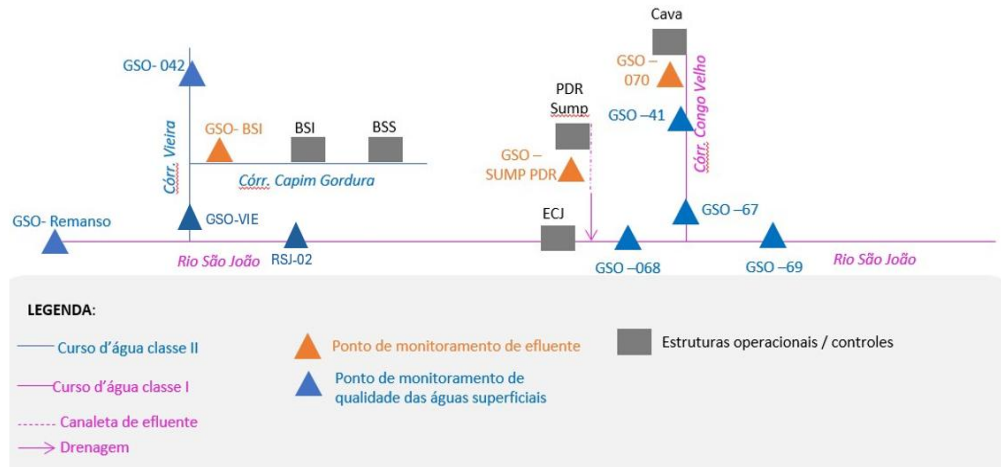 Cava
GSO- 042
GSO –
070
PDR
Sump
GSO- BSI
BSI
BSS
GSO –41
GSO –
SUMP PDR
Córr. Vieira
Córr. Capim Gordura
Córr. Congo Velho
GSO- Remanso
GSO-VIE
ECJ
GSO –67
Rio São João
RSJ-02
GSO –068
GSO –69
Rio São João
LEGENDA:
Curso d'água classe II
Curso d'água classe I
Canaleta de efluente
Drenagem
Ponto de monitoramento de efluente
Ponto de monitoramento de
qualidade das águas superficiais
Estruturas operacionais / controles